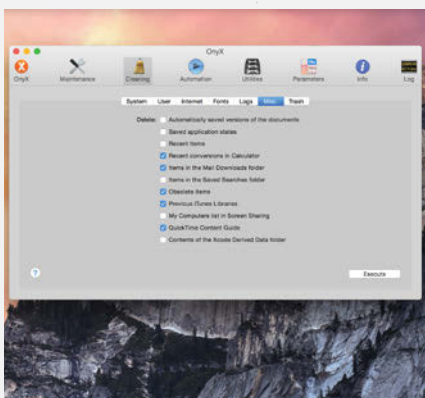 OnyX
OnyX Maintenance Cleaning Automation Utilities Parameters Info Log
System User Internet Fonts Logs Misc. Trash
Delete: Automatically saved versions of the documents
Saved application states
Recent items
Recent conversions in Calculator
Items in the Mail Downloads folder
Items in the Saved Searches folder
Obsolete items
Previous iTunes Libraries
My Computers list in Screen Sharing
QuickTime Content Guide
Contents of the Xcode Derived Data folder
? Execute